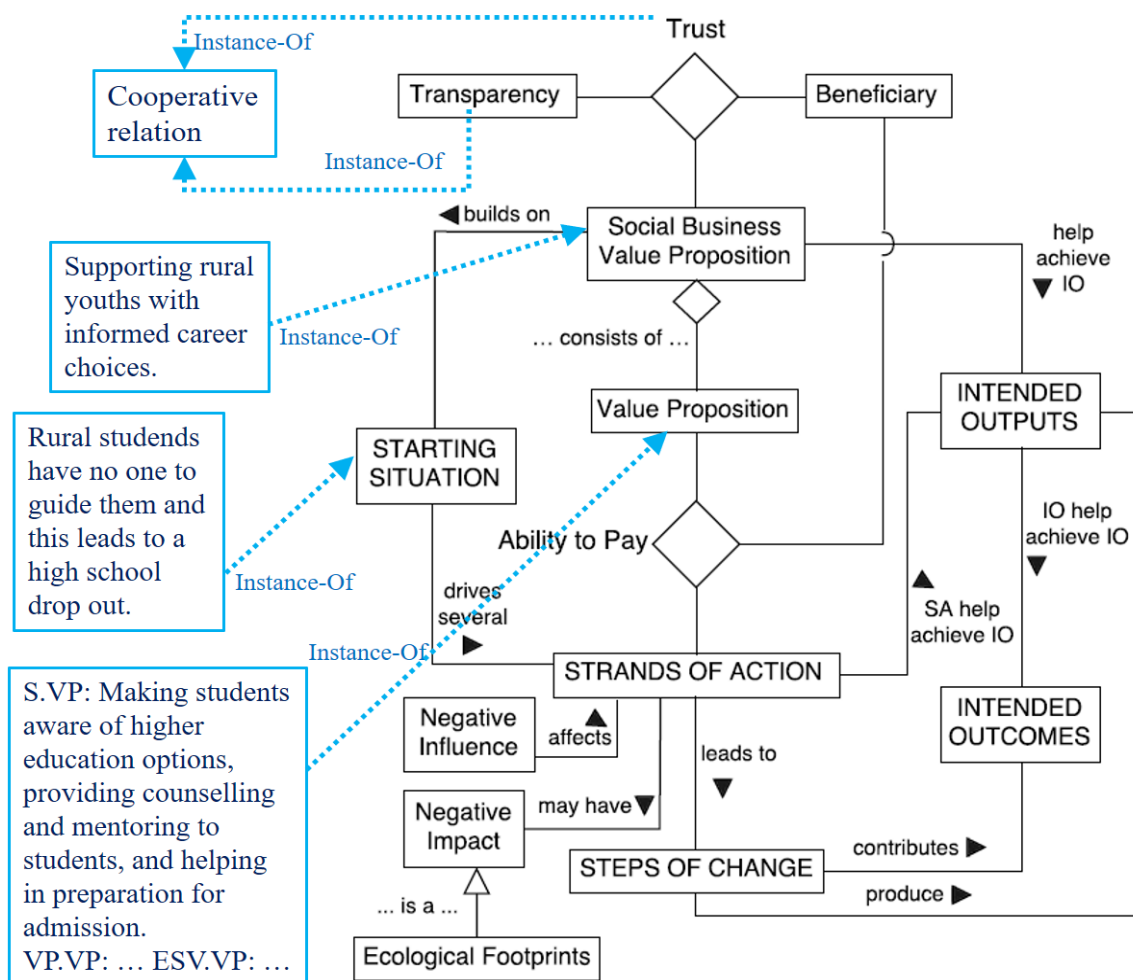 Trust
Instance-Of
Cooperative
relation
Transparency
Beneficiary
Instance-Of
builds on
Social Business
Value Proposition
help
achieve
IO
Supporting rural
youths with
informed career
choices.
Instance-Of
... consists of ...
Value Proposition
INTENDED
OUTPUTS
Rural studends
have no one to
guide them and
this leads to a
high school
drop out.
STARTING
SITUATION
Instance-Of
Ability to Pay
IO help
achieve IO
drives
several
SA help
achieve IO
Instance-Of
STRANDS OF ACTION
S.VP: Making students
aware of higher
education options,
providing counselling
and mentoring to
students, and helping
in preparation for
admission.
VP.VP: … ESV.VP: …
Negative
Influence
affects
INTENDED
OUTCOMES
leads to
may have
Negative
Impact
STEPS OF CHANGE
contributes
produce
... is a ...
Ecological Footprints